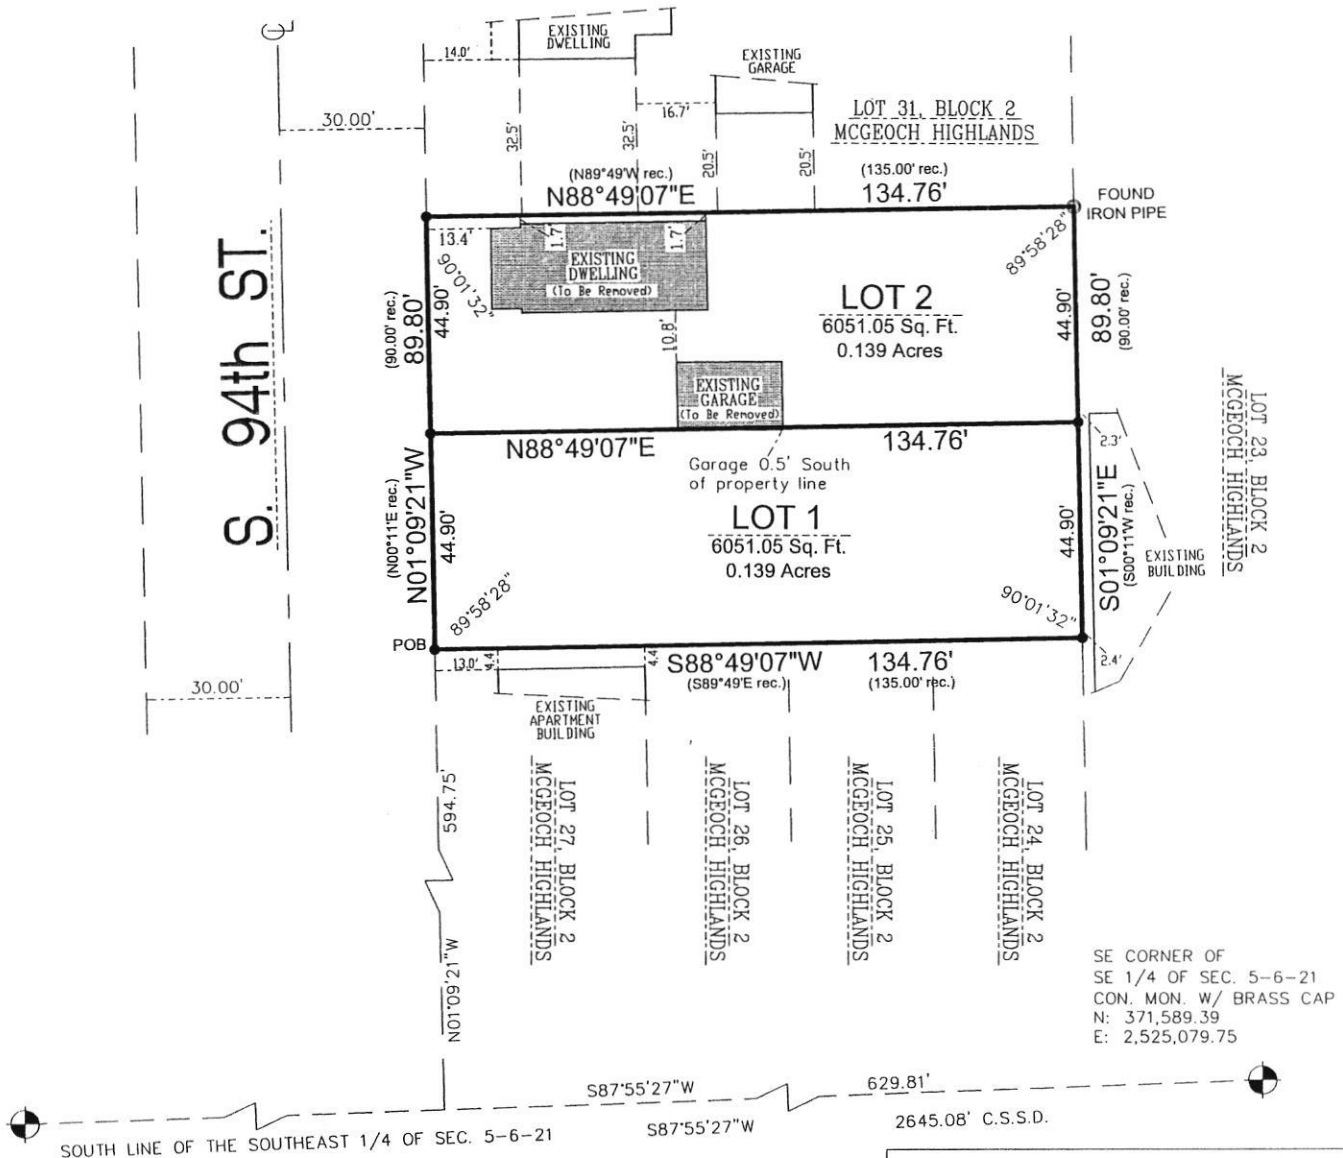 EXISTING
DWELLING
14.0'
EXISTING
GARAGE
16.7'
30.00'
LOT 31, BLOCK 2
MCGEOCH HIGHLANDS
32.5'
32.5'
20.5'
20.5'
(N89°49'W rec.)
N88°49'07"E
(135.00' rec.)
134.76'
FOUND
IRON PIPE
S. 94th ST.
13.4'
1.7'
1.7'
90°01'32"
89°58'28"
EXISTING
DWELLING
(To Be Removed)
(90.00' rec.)
89.80'
44.90'
LOT 2
6051.05 Sq. Ft.
0.139 Acres
44.90'
89.80'
(90.00' rec.)
10.8'
EXISTING
GARAGE
(To Be Removed)
N88°49'07"E
134.76'
Garage 0.5' South
of property line
2.3'
LOT 23, BLOCK 2
MCGEOCH HIGHLANDS
(N00°11'E rec.)
N01°09'21"W
44.90'
LOT 1
6051.05 Sq. Ft.
0.139 Acres
44.90'
S01°09'21"E
(S00°11'W rec.)
EXISTING
BUILDING
89°58'28"
90°01'32"
POB
13.0'
4.4
4.4
S88°49'07"W
(S89°49'E rec.)
134.76'
(135.00' rec.)
2.4'
30.00'
EXISTING
APARTMENT
BUILDING
LOT 27, BLOCK 2
MCGEOCH HIGHLANDS
LOT 26, BLOCK 2
MCGEOCH HIGHLANDS
LOT 25, BLOCK 2
MCGEOCH HIGHLANDS
LOT 24, BLOCK 2
MCGEOCH HIGHLANDS
594.75'
N01°09'21"W
SE CORNER OF
SE 1/4 OF SEC. 5-6-21
CON. MON. W/ BRASS CAP
N: 371,589.39
E: 2,525,079.75
S87°55'27"W
629.81'
SOUTH LINE OF THE SOUTHEAST 1/4 OF SEC. 5-6-21
S87°55'27"W
2645.08' C.S.S.D.